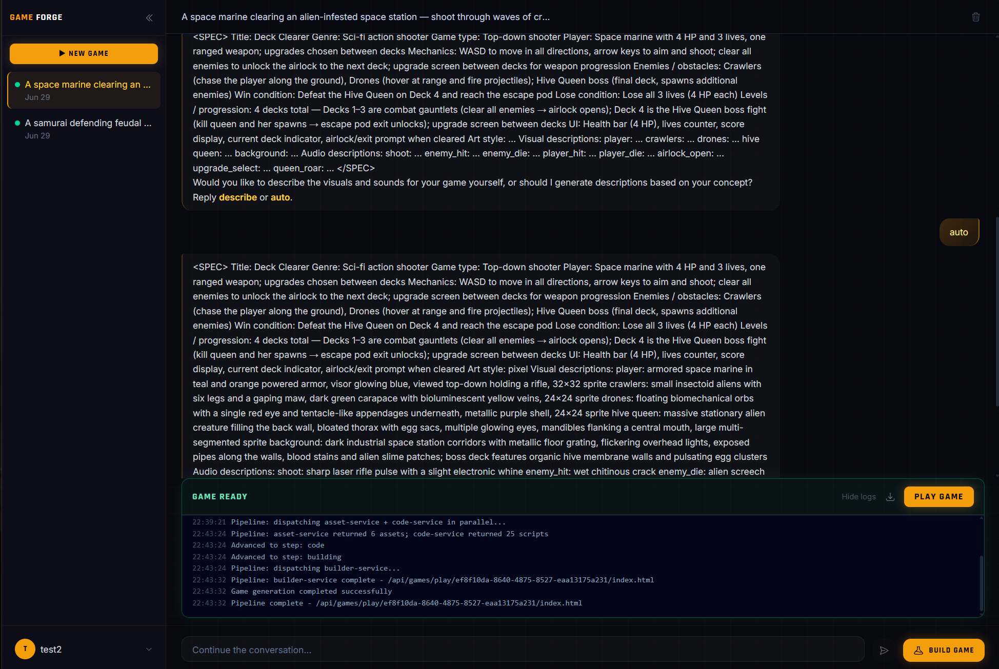 GAME FORGE
NEW GAME
A space marine clearing an ...
Jun 29
A samurai defending feudal ...
Jun 29
T
test2
A space marine clearing an alien-infested space station — shoot through waves of cr...
<SPEC> Title: Deck Clearer Genre: Sci-fi action shooter Game type: Top-down shooter Player: Space marine with 4 HP and 3 lives, one
ranged weapon; upgrades chosen between decks Mechanics: WASD to move in all directions, arrow keys to aim and shoot; clear all
enemies to unlock the airlock to the next deck; upgrade screen between decks for weapon progression Enemies / obstacles: Crawlers
(chase the player along the ground), Drones (hover at range and fire projectiles); Hive Queen boss (final deck, spawns additional
enemies) Win condition: Defeat the Hive Queen on Deck 4 and reach the escape pod Lose condition: Lose all 3 lives (4 HP each) Levels
/ progression: 4 decks total — Decks 1–3 are combat gauntlets (clear all enemies → airlock opens); Deck 4 is the Hive Queen boss fight
(kill queen and her spawns → escape pod exit unlocks); upgrade screen between decks UI: Health bar (4 HP), lives counter, score
display, current deck indicator, airlock/exit prompt when cleared Art style: ... Visual descriptions: player: ... crawlers: ... drones: ... hive
queen: ... background: ... Audio descriptions: shoot: ... enemy_hit: ... enemy_die: ... player_hit: ... player_die: ... airlock_open: ...
upgrade_select: ... queen_roar: ... </SPEC>
Would you like to describe the visuals and sounds for your game yourself, or should I generate descriptions based on your concept?
Reply describe or auto.
auto
<SPEC> Title: Deck Clearer Genre: Sci-fi action shooter Game type: Top-down shooter Player: Space marine with 4 HP and 3 lives, one
ranged weapon; upgrades chosen between decks Mechanics: WASD to move in all directions, arrow keys to aim and shoot; clear all
enemies to unlock the airlock to the next deck; upgrade screen between decks for weapon progression Enemies / obstacles: Crawlers
(chase the player along the ground), Drones (hover at range and fire projectiles); Hive Queen boss (final deck, spawns additional
enemies) Win condition: Defeat the Hive Queen on Deck 4 and reach the escape pod Lose condition: Lose all 3 lives (4 HP each) Levels
/ progression: 4 decks total — Decks 1–3 are combat gauntlets (clear all enemies → airlock opens); Deck 4 is the Hive Queen boss fight
(kill queen and her spawns → escape pod exit unlocks); upgrade screen between decks UI: Health bar (4 HP), lives counter, score
display, current deck indicator, airlock/exit prompt when cleared Art style: pixel Visual descriptions: player: armored space marine in
teal and orange powered armor, visor glowing blue, viewed top-down holding a rifle, 32×32 sprite crawlers: small insectoid aliens with
six legs and a gaping maw, dark green carapace with bioluminescent yellow veins, 24×24 sprite drones: floating biomechanical orbs
with a single red eye and tentacle-like appendages underneath, metallic purple shell, 24×24 sprite hive queen: massive stationary alien
creature filling the back wall, bloated thorax with egg sacs, multiple glowing eyes, mandibles flanking a central mouth, large multi-
segmented sprite background: dark industrial space station corridors with metallic floor grating, flickering overhead lights, exposed
pipes along the walls, blood stains and alien slime patches; boss deck features organic hive membrane walls and pulsating egg clusters
Audio descriptions: shoot: sharp laser rifle pulse with a slight electronic whine enemy_hit: wet chitinous crack enemy_die: alien screech
GAME READY
Hide logs
PLAY GAME
22:39:21 Pipeline: dispatching asset-service + code-service in parallel...
22:43:24 Pipeline: asset-service returned 6 assets; code-service returned 25 scripts
22:43:24 Advanced to step: code
22:43:24 Advanced to step: building
22:43:24 Pipeline: dispatching builder-service...
22:43:32 Pipeline: builder-service complete - /api/games/play/ef8f10da-8640-4875-8527-eaa13175a231/index.html
22:43:32 Game generation completed successfully
22:43:32 Pipeline complete - /api/games/play/ef8f10da-8640-4875-8527-eaa13175a231/index.html
Continue the conversation...
BUILD GAME